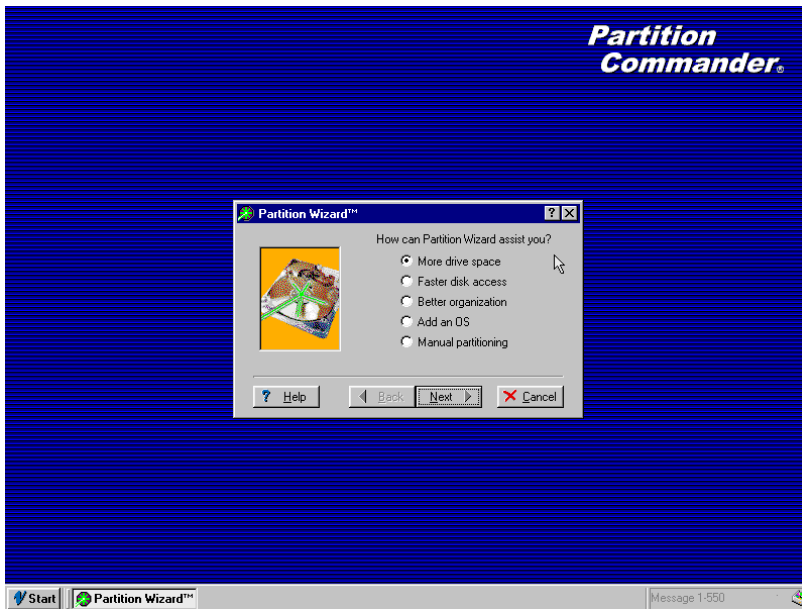 Partition
Commander®
Partition Wizard™
How can Partition Wizard assist you?
More drive space
Faster disk access
Better organization
Add an OS
Manual partitioning
? Help
Back
Next
Cancel
Start
Partition Wizard™
Message 1-550